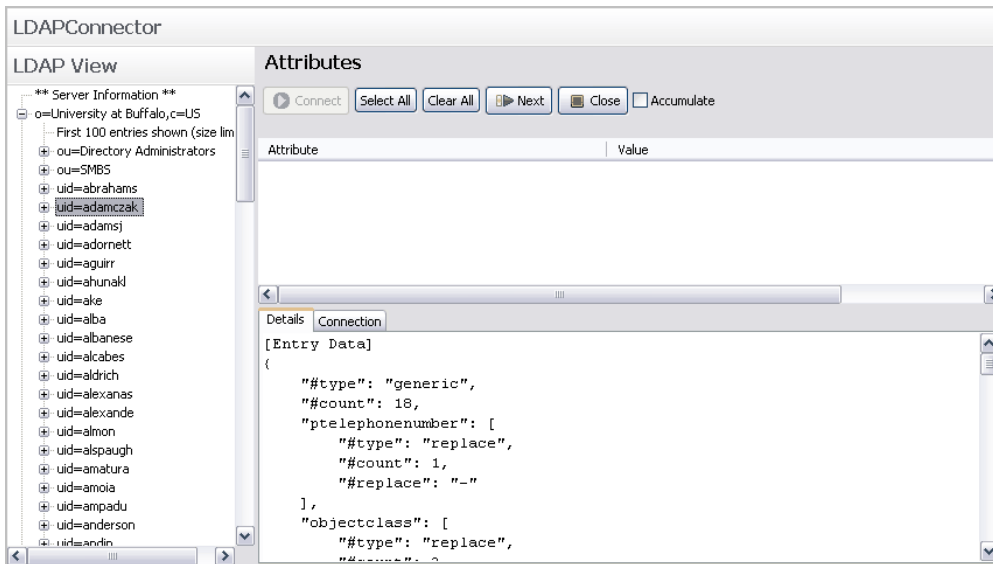 LDAPConnector
LDAP View
** Server Information **
o=University at Buffalo,c=US
First 100 entries shown (size lim
ou=Directory Administrators
ou=SMBS
uid=abrahams
uid=adamczak
uid=adamsj
uid=adornett
uid=aguirr
uid=ahunakl
uid=ake
uid=alba
uid=albanese
uid=alcabes
uid=aldrich
uid=alexanas
uid=alexande
uid=almon
uid=alspaugh
uid=amatura
uid=amoia
uid=ampadu
uid=anderson
uid=andin
Attributes
Connect Select All Clear All Next Close Accumulate
Attribute Value
Details Connection
[Entry Data]
{
"#type": "generic",
"#count": 18,
"ptelephonenumber": [
"#type": "replace",
"#count": 1,
"#replace": "-"
],
"objectclass": [
"#type": "replace",